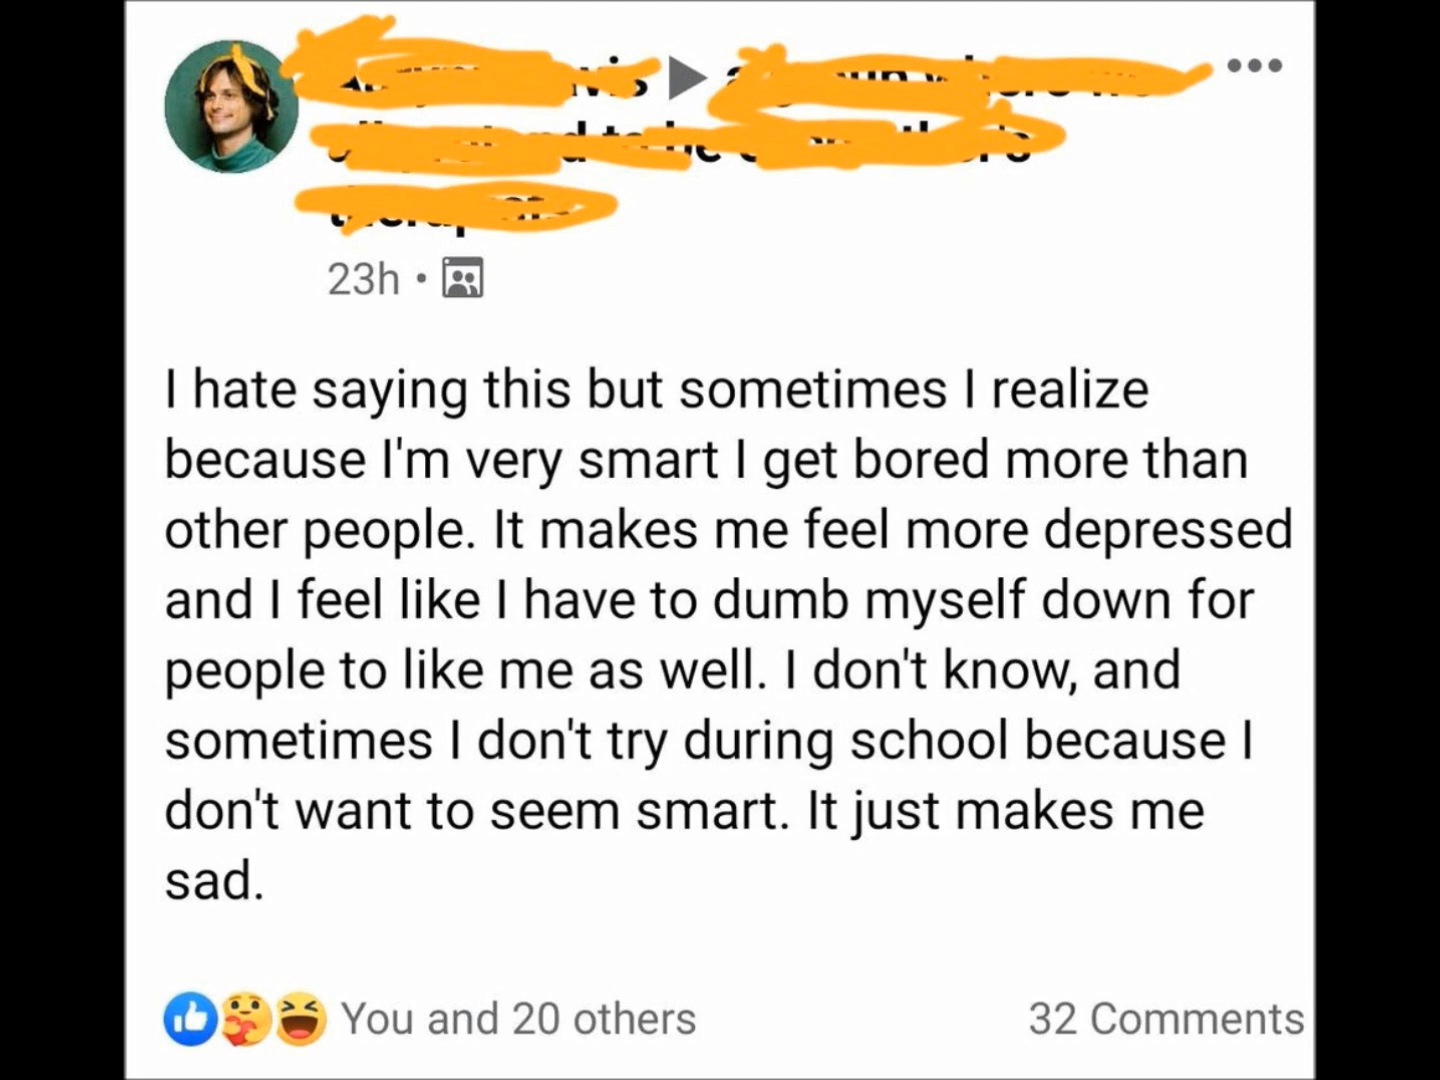 23h
I hate saying this but sometimes I realize
because I'm very smart I get bored more than
other people. It makes me feel more depressed
and I feel like I have to dumb myself down for
people to like me as well. I don't know, and
sometimes I don't try during school because I
don't want to seem smart. It just makes me
sad.
You and 20 others
32 Comments